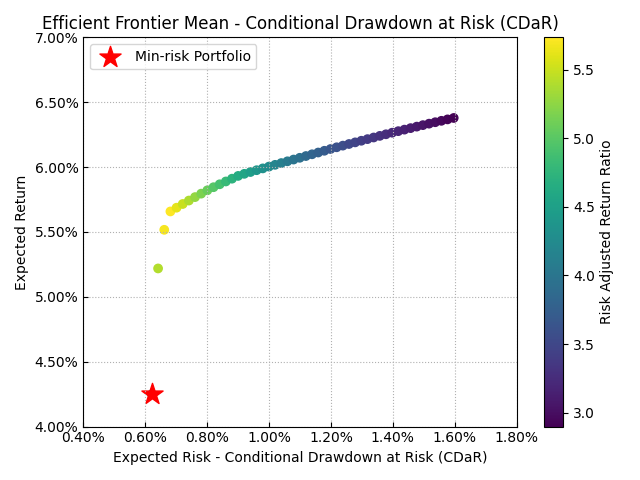 Efficient Frontier Mean - Conditional Drawdown at Risk (CDaR)
Min-risk Portfolio
7.00%
6.50%
6.00%
5.50%
5.00%
4.50%
4.00%
Expected Return
0.40% 0.60% 0.80% 1.00% 1.20% 1.40% 1.60% 1.80%
Expected Risk - Conditional Drawdown at Risk (CDaR)
5.5
5.0
4.5
4.0
3.5
3.0
Risk Adjusted Return Ratio